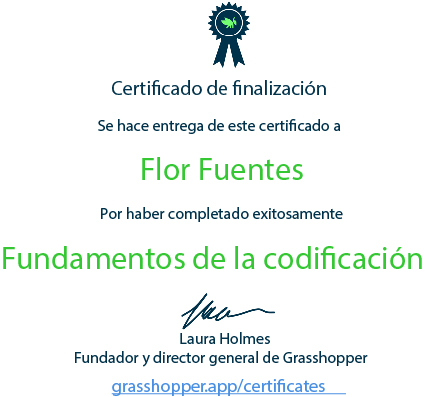 Certificado de finalización
Se hace entrega de este certificado a
Flor Fuentes
Por haber completado exitosamente
Fundamentos de la codificación
Laura Holmes
Fundador y director general de Grasshopper
grasshopper.app/certificates